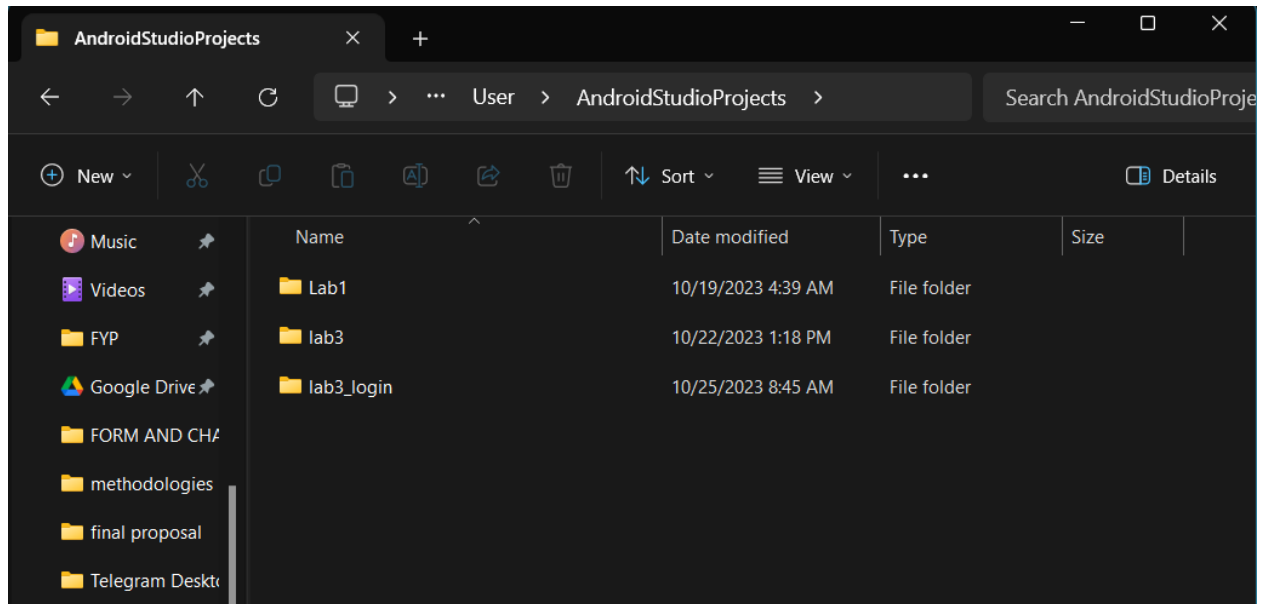 AndroidStudioProjects
User > AndroidStudioProjects > Search AndroidStudioProje
New Sort View Details
Name Date modified Type Size
Music
Videos
FYP
Google Drive
FORM AND CHA
methodologies
final proposal
Telegram Deskto
Lab1 10/19/2023 4:39 AM File folder
lab3 10/22/2023 1:18 PM File folder
lab3_login 10/25/2023 8:45 AM File folder